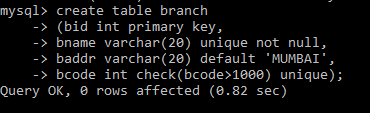 mysql> create table branch
    -> (bid int primary key,
    -> bname varchar(20) unique not null,
    -> baddr varchar(20) default 'MUMBAI',
    -> bcode int check(bcode>1000) unique);
Query OK, 0 rows affected (0.82 sec)